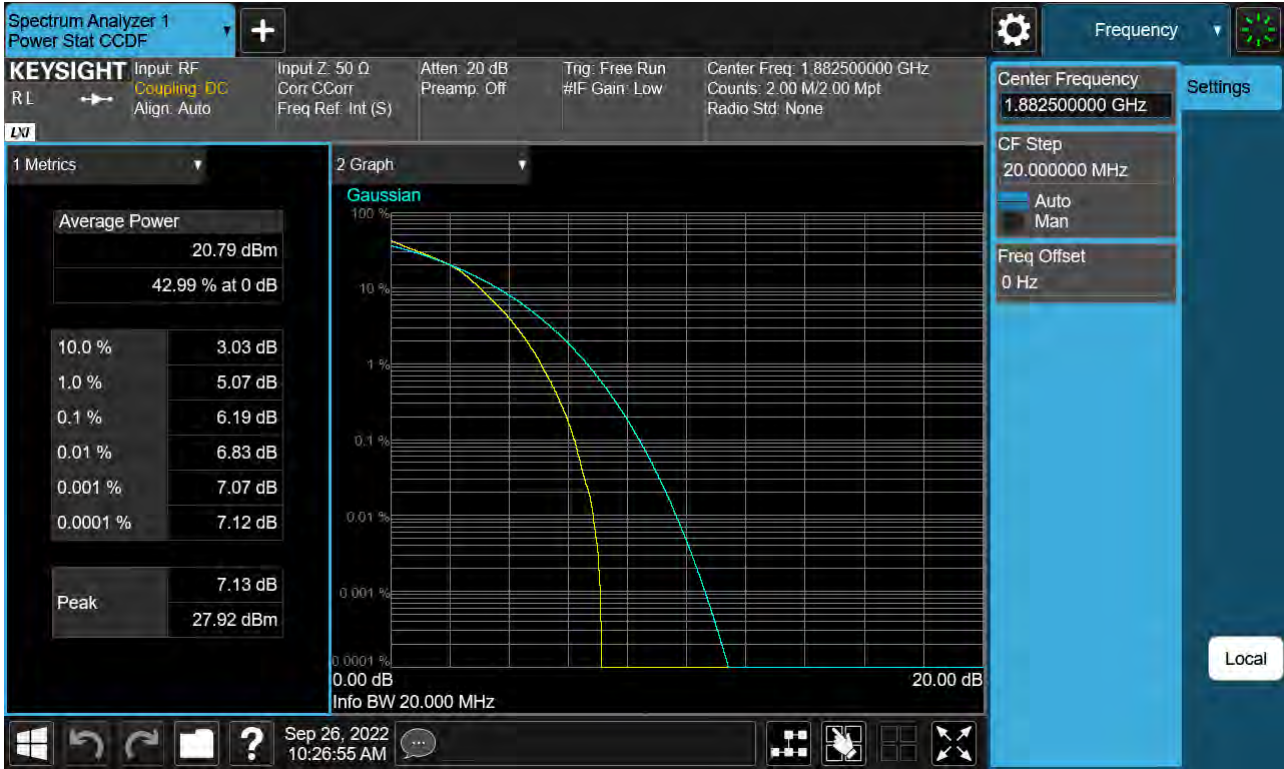 Spectrum Analyzer 1
Power Stat CCDF
Frequency
KEYSIGHT
R L
LXI
Input: RF
Coupling: DC
Align: Auto
Input Z: 50 Ω
Corr CCorr
Freq Ref: Int (S)
Atten: 20 dB
Preamp: Off
Trig: Free Run
#IF Gain: Low
Center Freq: 1.882500000 GHz
Counts: 2.00 M/2.00 Mpt
Radio Std: None
Center Frequency
1.882500000 GHz
Settings
CF Step
20.000000 MHz
Auto
Man
Freq Offset
0 Hz
Local
1 Metrics
Average Power
20.79 dBm
42.99 % at 0 dB
10.0 % 3.03 dB
1.0 % 5.07 dB
0.1 % 6.19 dB
0.01 % 6.83 dB
0.001 % 7.07 dB
0.0001 % 7.12 dB
Peak
7.13 dB
27.92 dBm
2 Graph
Gaussian
100 %
10 %
1 %
0.1 %
0.01 %
0.001 %
0.0001 %
0.00 dB 20.00 dB
Info BW 20.000 MHz
?
Sep 26, 2022
10:26:55 AM